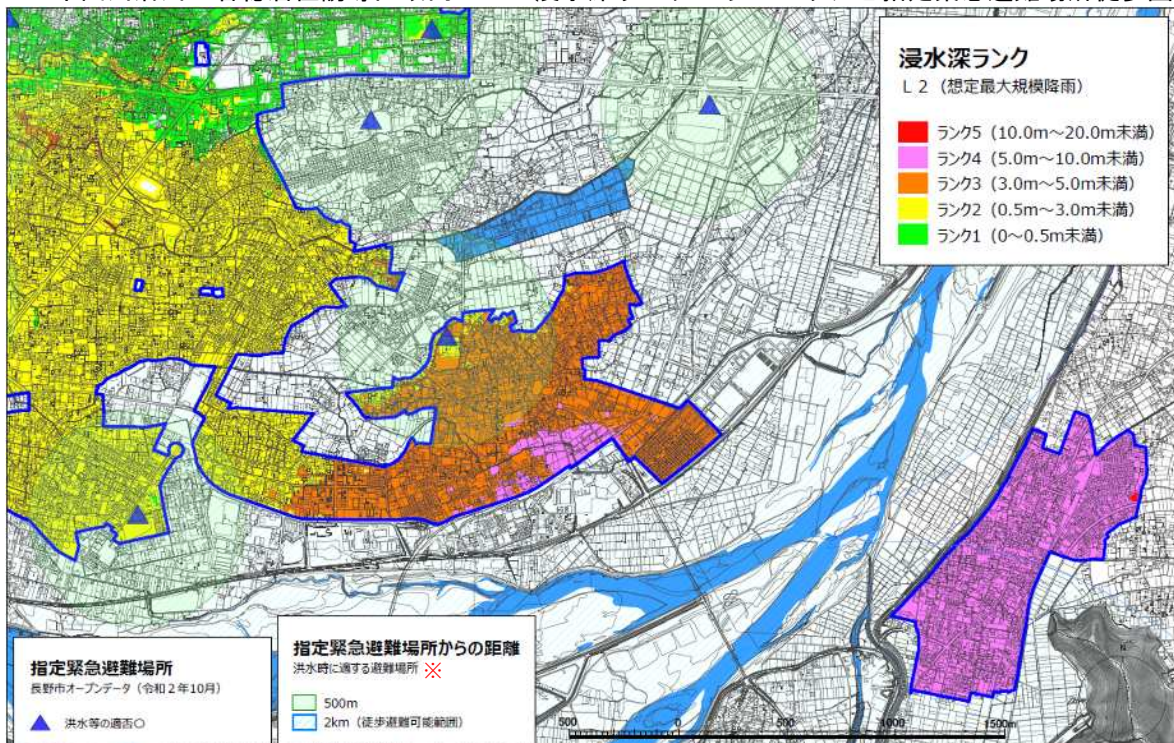 浸水深ランク
L2（想定最大規模降雨）
ランク5（10.0m～20.0m未満）
ランク4（5.0m～10.0m未満）
ランク3（3.0m～5.0m未満）
ランク2（0.5m～3.0m未満）
ランク1（0～0.5m未満）
指定緊急避難場所
長野市オープンデータ（令和2年10月）
洪水等の適否〇
指定緊急避難場所からの距離
洪水時に適する避難場所 ※
500m
2km（徒歩避難可能範囲）
500 0 500 1000 1500m